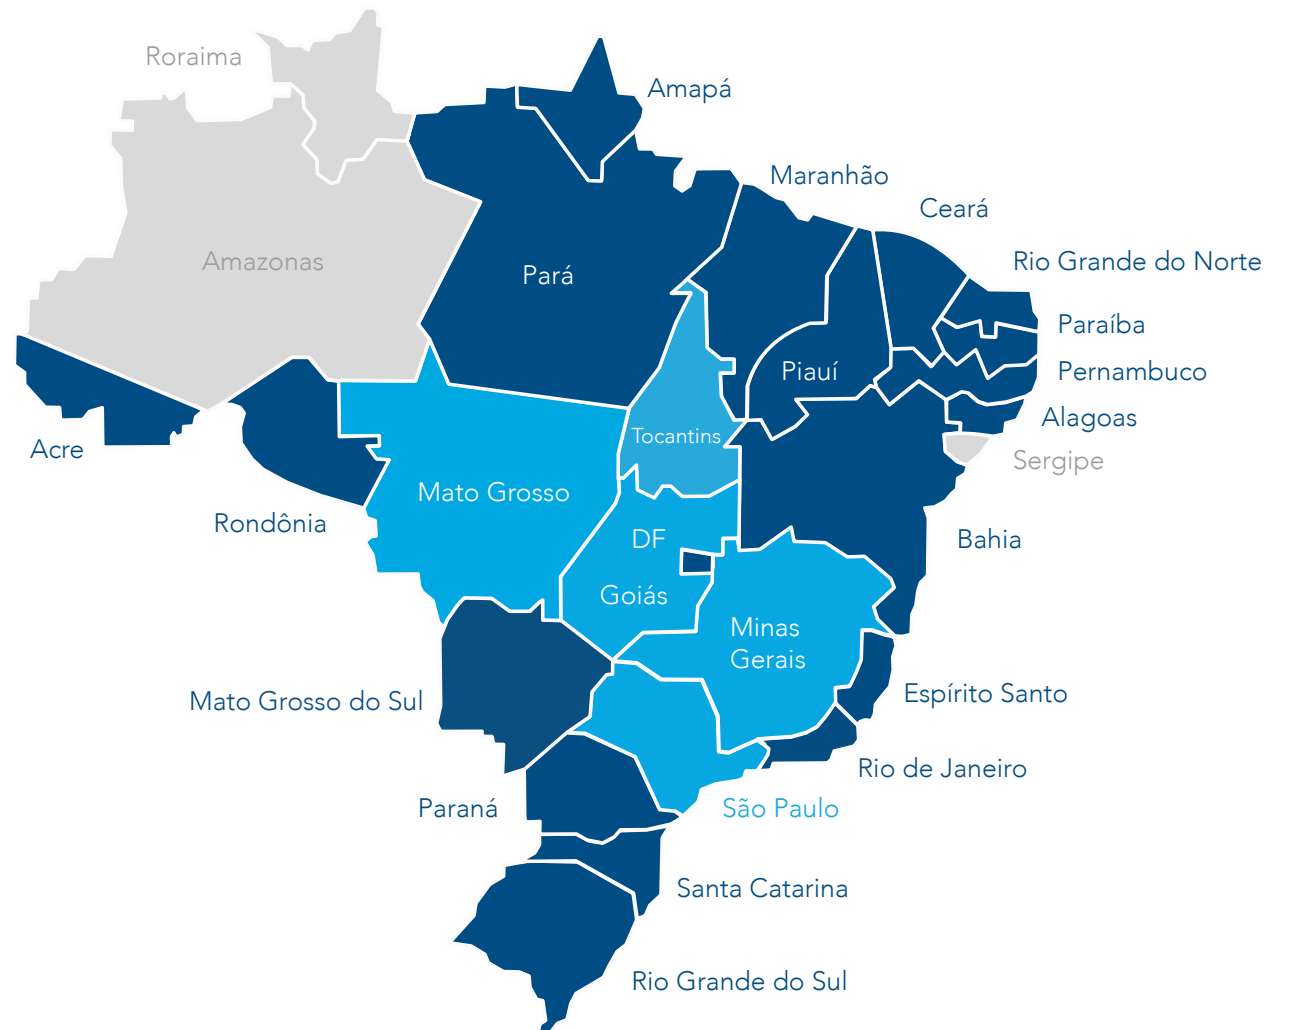 Roraima
Amapá
Maranhão
Ceará
Rio Grande do Norte
Amazonas
Pará
Paraíba
Piauí
Pernambuco
Alagoas
Acre
Tocantins
Sergipe
Mato Grosso
Rondônia
DF
Bahia
Goiás
Minas
Gerais
Mato Grosso do Sul
Espírito Santo
Rio de Janeiro
Paraná
São Paulo
Santa Catarina
Rio Grande do Sul